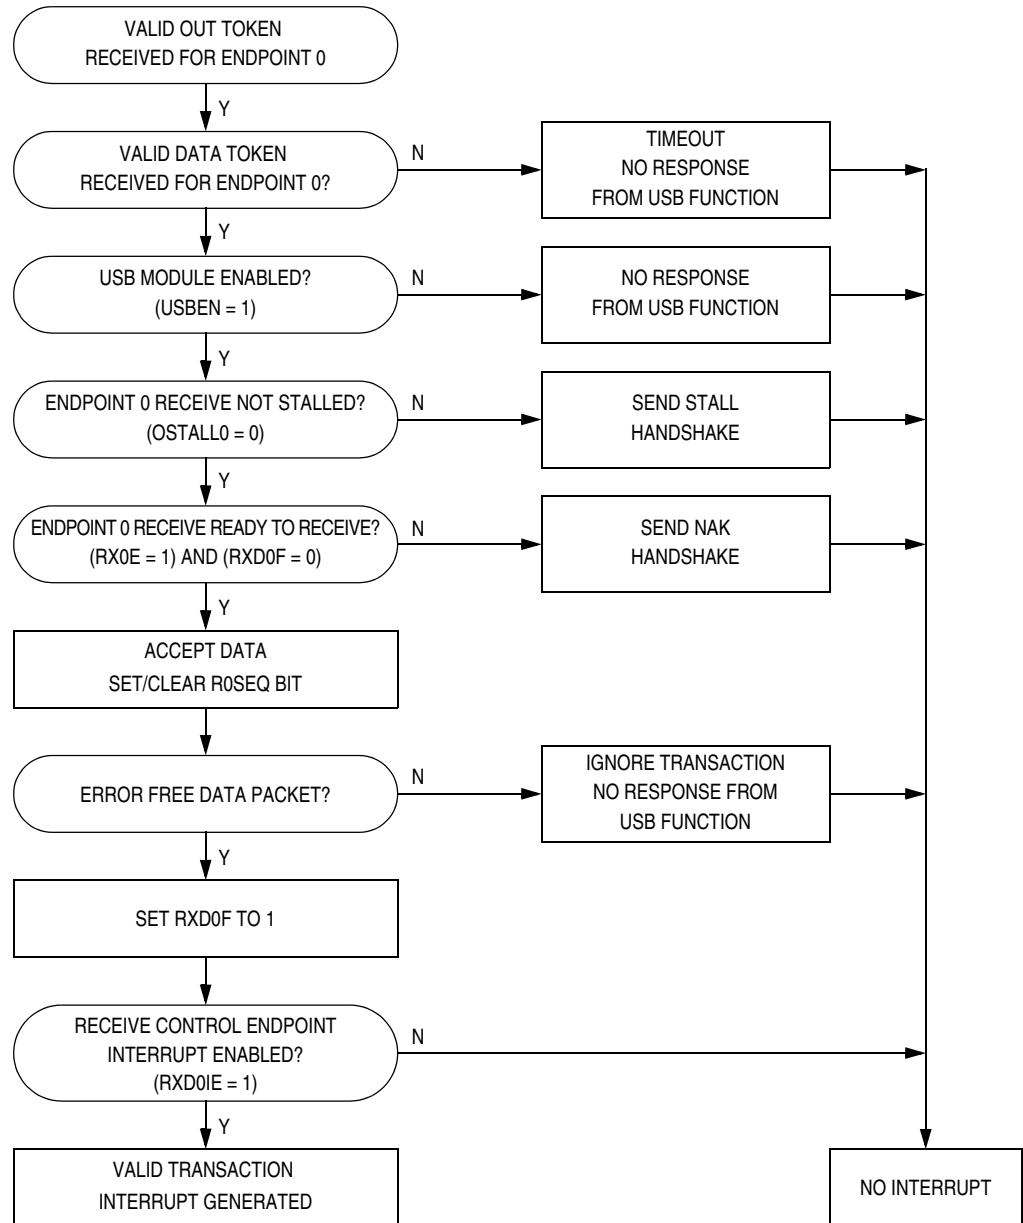 VALID OUT TOKEN
RECEIVED FOR ENDPOINT 0
Y
VALID DATA TOKEN
RECEIVED FOR ENDPOINT 0?
N
TIMEOUT
NO RESPONSE
FROM USB FUNCTION
Y
USB MODULE ENABLED?
(USBEN = 1)
N
NO RESPONSE
FROM USB FUNCTION
Y
ENDPOINT 0 RECEIVE NOT STALLED?
(OSTALL0 = 0)
N
SEND STALL
HANDSHAKE
Y
ENDPOINT 0 RECEIVE READY TO RECEIVE?
(RX0E = 1) AND (RXD0F = 0)
N
SEND NAK
HANDSHAKE
Y
ACCEPT DATA
SET/CLEAR R0SEQ BIT
ERROR FREE DATA PACKET?
N
IGNORE TRANSACTION
NO RESPONSE FROM
USB FUNCTION
Y
SET RXD0F TO 1
RECEIVE CONTROL ENDPOINT
INTERRUPT ENABLED?
(RXD0IE = 1)
N
Y
VALID TRANSACTION
INTERRUPT GENERATED
NO INTERRUPT